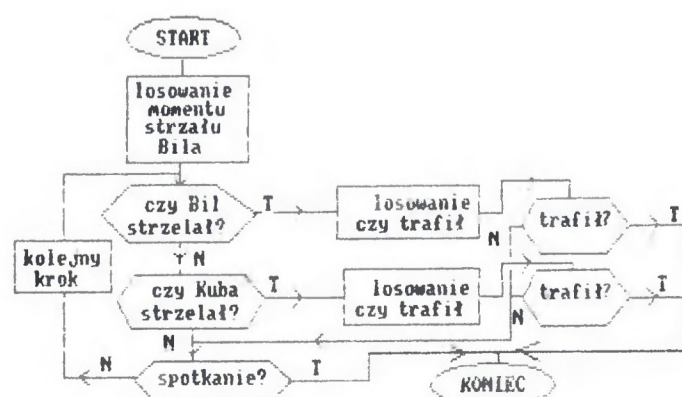 START
losowanie
momentu
strzału
Bila
czy Bil
strzelał?
T
losowanie
czy trafił
trafił?
T
N
N
kolejny
krok
czy Kuba
strzelał?
T
losowanie
czy trafił
trafił?
T
N
N
N
spotkanie?
T
KONIEC